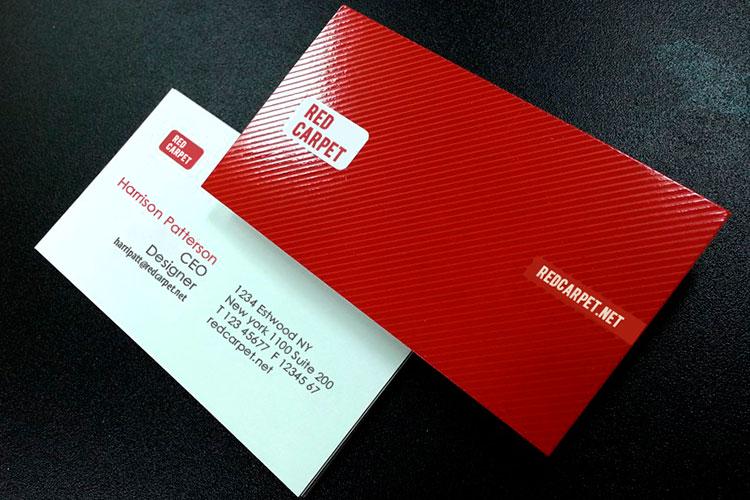 RED
CARPET
REDCARPET.NET
RED
CARPET
Harrison Patterson
CEO
Designer
harripatt@redcarpet.net
1234 Estwood NY
New york 1100 Suite 200
T 123 45677 F 12345 67
redcarpet.net